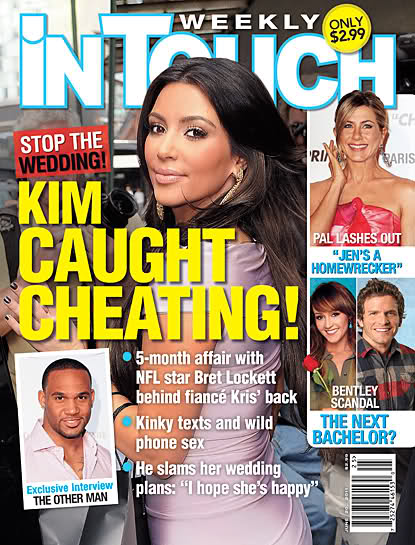 WEEKLY
INTOUCH
ONLY
$2.99
STOP THE
WEDDING!
KIM
CAUGHT
CHEATING!
5-month affair with
NFL star Bret Lockett
behind fiancé Kris' back
Kinky texts and wild
phone sex
He slams her wedding
plans: "I hope she's happy"
Exclusive Interview
THE OTHER MAN
PARIS
PAL LASHES OUT
"JEN'S A
HOMEWRECKER"
BENTLEY
SCANDAL
THE NEXT
BACHELOR?